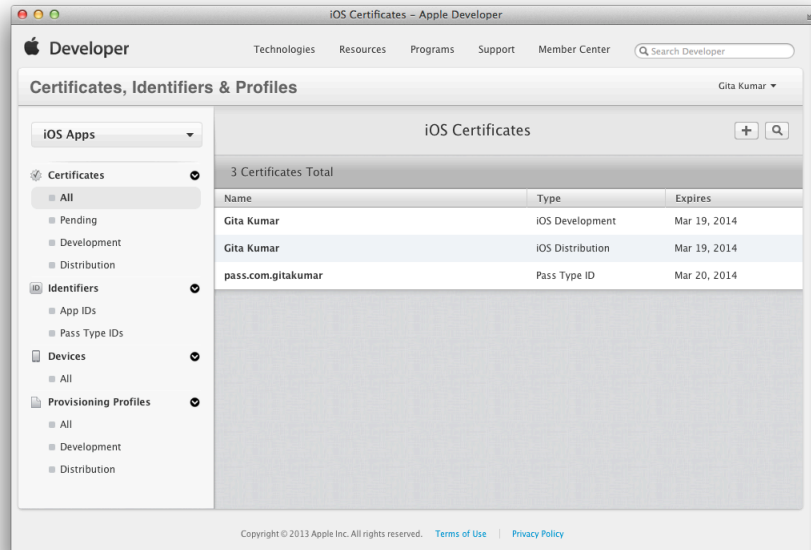 iOS Certificates – Apple Developer
Developer
Technologies Resources Programs Support Member Center Search Developer
Certificates, Identifiers & Profiles
Gita Kumar
iOS Apps
iOS Certificates
3 Certificates Total
Name Type Expires
Gita Kumar iOS Development Mar 19, 2014
Gita Kumar iOS Distribution Mar 19, 2014
pass.com.gitakumar Pass Type ID Mar 20, 2014
Certificates
All
Pending
Development
Distribution
ID Identifiers
App IDs
Pass Type IDs
Devices
All
Provisioning Profiles
All
Development
Distribution
Copyright © 2013 Apple Inc. All rights reserved. Terms of Use | Privacy Policy